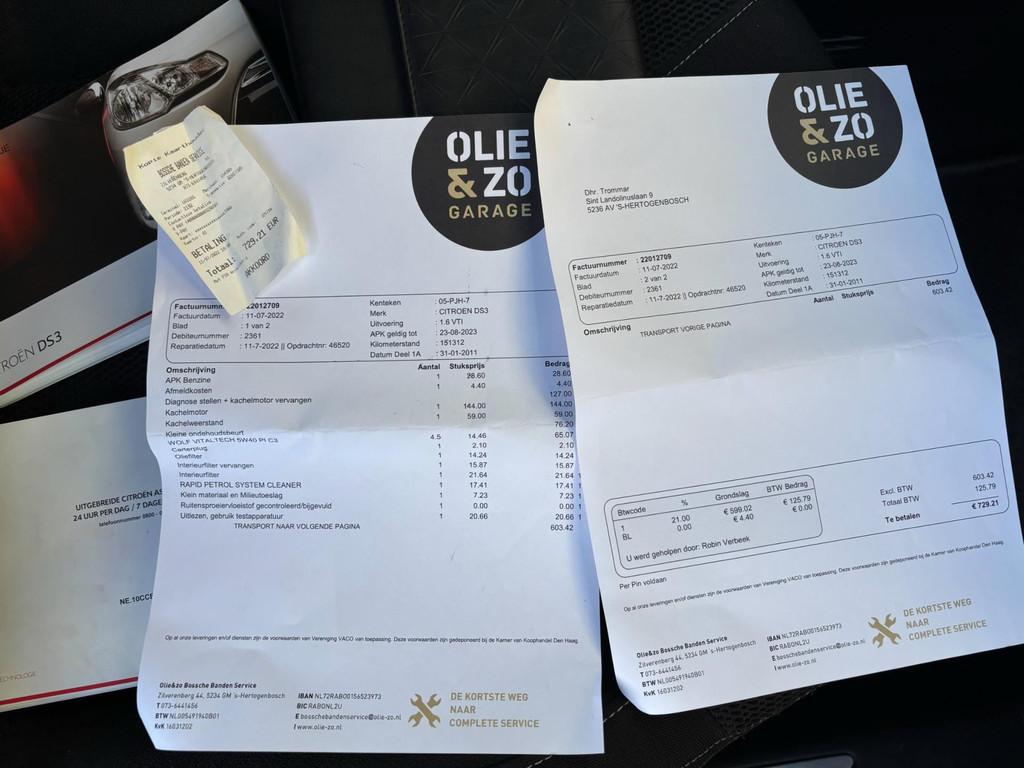 TROËN DS3
UITGEBREIDE CITROËN AS
24 UUR PER DAG / 7 DAGE
telefoonnummer 0800 - 0
NE.10CC
TECHNOLOGIE
Kopie Kaarthouder
BOSSCHE BANDEN SERVICE
ZILVERENBERG
5234 GM 'S-HERTOGENBOSCH
Contactloze betaling
BETALING
Totaal: 729.21 EUR
AKKOORD
OLIE
& ZO
GARAGE
Factuurnummer : 22012709
Factuurdatum : 11-07-2022
Blad : 1 van 2
Debiteurnummer : 2361
Reparatiedatum : 11-7-2022 || Opdrachtnr: 46520
Kenteken : 05-PJH-7
Merk : CITROEN DS3
Uitvoering : 1.6 VTI
APK geldig tot : 23-08-2023
Kilometerstand : 151312
Datum Deel 1A : 31-01-2011
Omschrijving Aantal Stuksprijs Bedrag
APK Benzine 1 28.60 28.60
Afmeldkosten 1 4.40 4.40
Diagnose stellen + kachelmotor vervangen 127.00
Kachelmotor 1 144.00 144.00
Kachelweerstand 1 59.00 59.00
Kleine onderhoudsbeurt 76.20
WOLF VITALTECH 5W40 PI C3 4.5 14.46 65.07
Carterplug 1 2.10 2.10
Oliefilter 1 14.24 14.24
Interieurfilter vervangen 1 15.87 15.87
Interieurfilter 1 21.64 21.64
RAPID PETROL SYSTEM CLEANER 1 17.41 17.41
Klein materiaal en Milieutoeslag 1 7.23 7.23
Ruitensproeiervloeistof gecontroleerd/bijgevuld 1 0.00 0.00
Uitlezen, gebruik testapparatuur 1 20.66 20.66
TRANSPORT NAAR VOLGENDE PAGINA 603.42
Op al onze leveringen en/of diensten zijn de voorwaarden van Vereniging VACO van toepassing. Deze voorwaarden zijn gedeponeerd bij de Kamer van Koophandel Den Haag.
Olie&zo Bossche Banden Service
Zilverenberg 44, 5234 GM 's-Hertogenbosch
T 073-6441456
BTW NL005491940B01
KvK 16031202
IBAN NL72RABO0156523973
BIC RABONL2U
E bosschebandenservice@olie-zo.nl
I www.olie-zo.nl
DE KORTSTE WEG
NAAR
COMPLETE SERVICE
OLIE
& ZO
GARAGE
Dhr. Trommar
Sint Landolinuslaan 9
5236 AV 'S-HERTOGENBOSCH
Factuurnummer : 22012709
Factuurdatum : 11-07-2022
Blad : 2 van 2
Debiteurnummer : 2361
Reparatiedatum : 11-7-2022 || Opdrachtnr: 46520
Kenteken : 05-PJH-7
Merk : CITROEN DS3
Uitvoering : 1.6 VTI
APK geldig tot : 23-08-2023
Kilometerstand : 151312
Datum Deel 1A : 31-01-2011
Omschrijving Aantal Stuksprijs Bedrag
TRANSPORT VORIGE PAGINA 603.42
Btwcode % Grondslag BTW Bedrag
1 21.00 € 599.02 € 125.79
BL 0.00 € 4.40 € 0.00
U werd geholpen door: Robin Verbeek
Excl. BTW 603.42
Totaal BTW 125.79
Te betalen € 729.21
Per Pin voldaan
Op al onze leveringen en/of diensten zijn de voorwaarden van Vereniging VACO van toepassing. Deze voorwaarden zijn gedeponeerd bij de Kamer van Koophandel Den Haag.
Olie&zo Bossche Banden Service
Zilverenberg 44, 5234 GM 's-Hertogenbosch
T 073-6441456
BTW NL005491940B01
KvK 16031202
IBAN NL72RABO0156523973
BIC RABONL2U
E bosschebandenservice@olie-zo.nl
I www.olie-zo.nl
DE KORTSTE WEG
NAAR
COMPLETE SERVICE